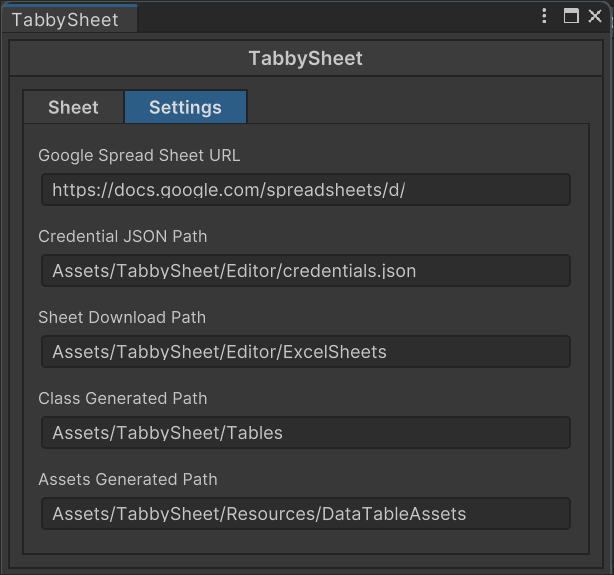 TabbySheet
TabbySheet
Sheet Settings
Google Spread Sheet URL
https://docs.google.com/spreadsheets/d/
Credential JSON Path
Assets/TabbySheet/Editor/credentials.json
Sheet Download Path
Assets/TabbySheet/Editor/ExcelSheets
Class Generated Path
Assets/TabbySheet/Tables
Assets Generated Path
Assets/TabbySheet/Resources/DataTableAssets